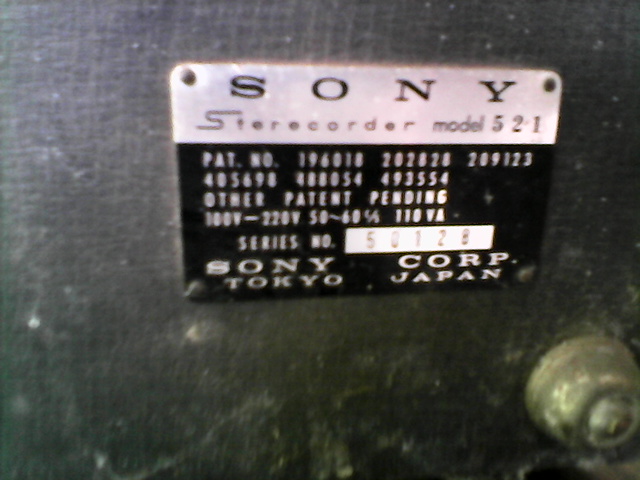 SONY
Sterecorder model 521
PAT. NO. 196018 202828 209123
405698 488054 493554
OTHER PATENT PENDING
100V-220V 50~60 c/s 110VA
SERIES NO. 50128
SONY CORP.
TOKYO JAPAN